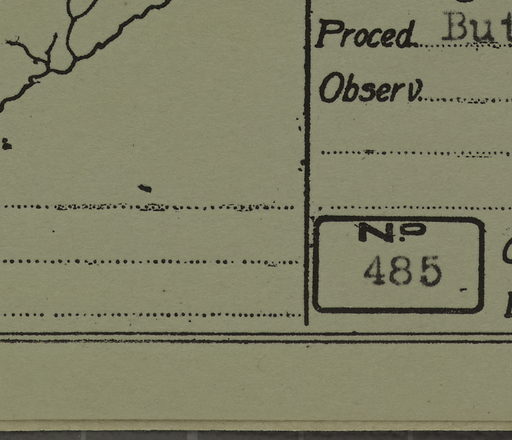 Proced. But
Observ.
Nº
485